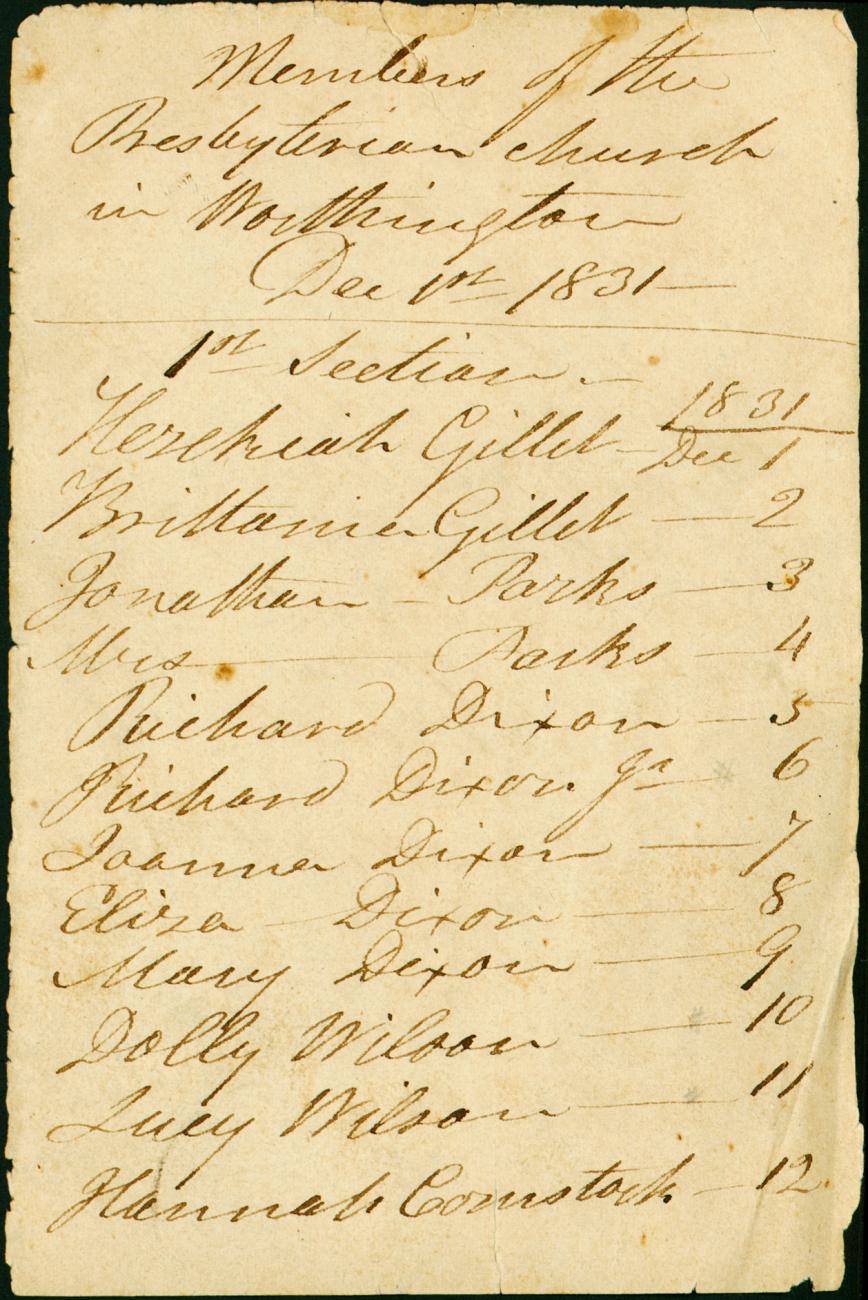 Members of the
Presbyterian church
in Worthington
Dec 1st 1831 —
1st Section. —
1831
Hezekiah Gillet — Dec 1
Brittania Gillet — 2
Jonathan — Parks — 3
Mrs — Parks — 4
Richard Dixon — 5
Richard Dixon Jr — 6
Joanna Dixon — 7
Eliza — Dixon — 8
Mary Dixon — 9
Dolly Wilson — 10
Lucy Wilson — 11
Hannah Comstock — 12